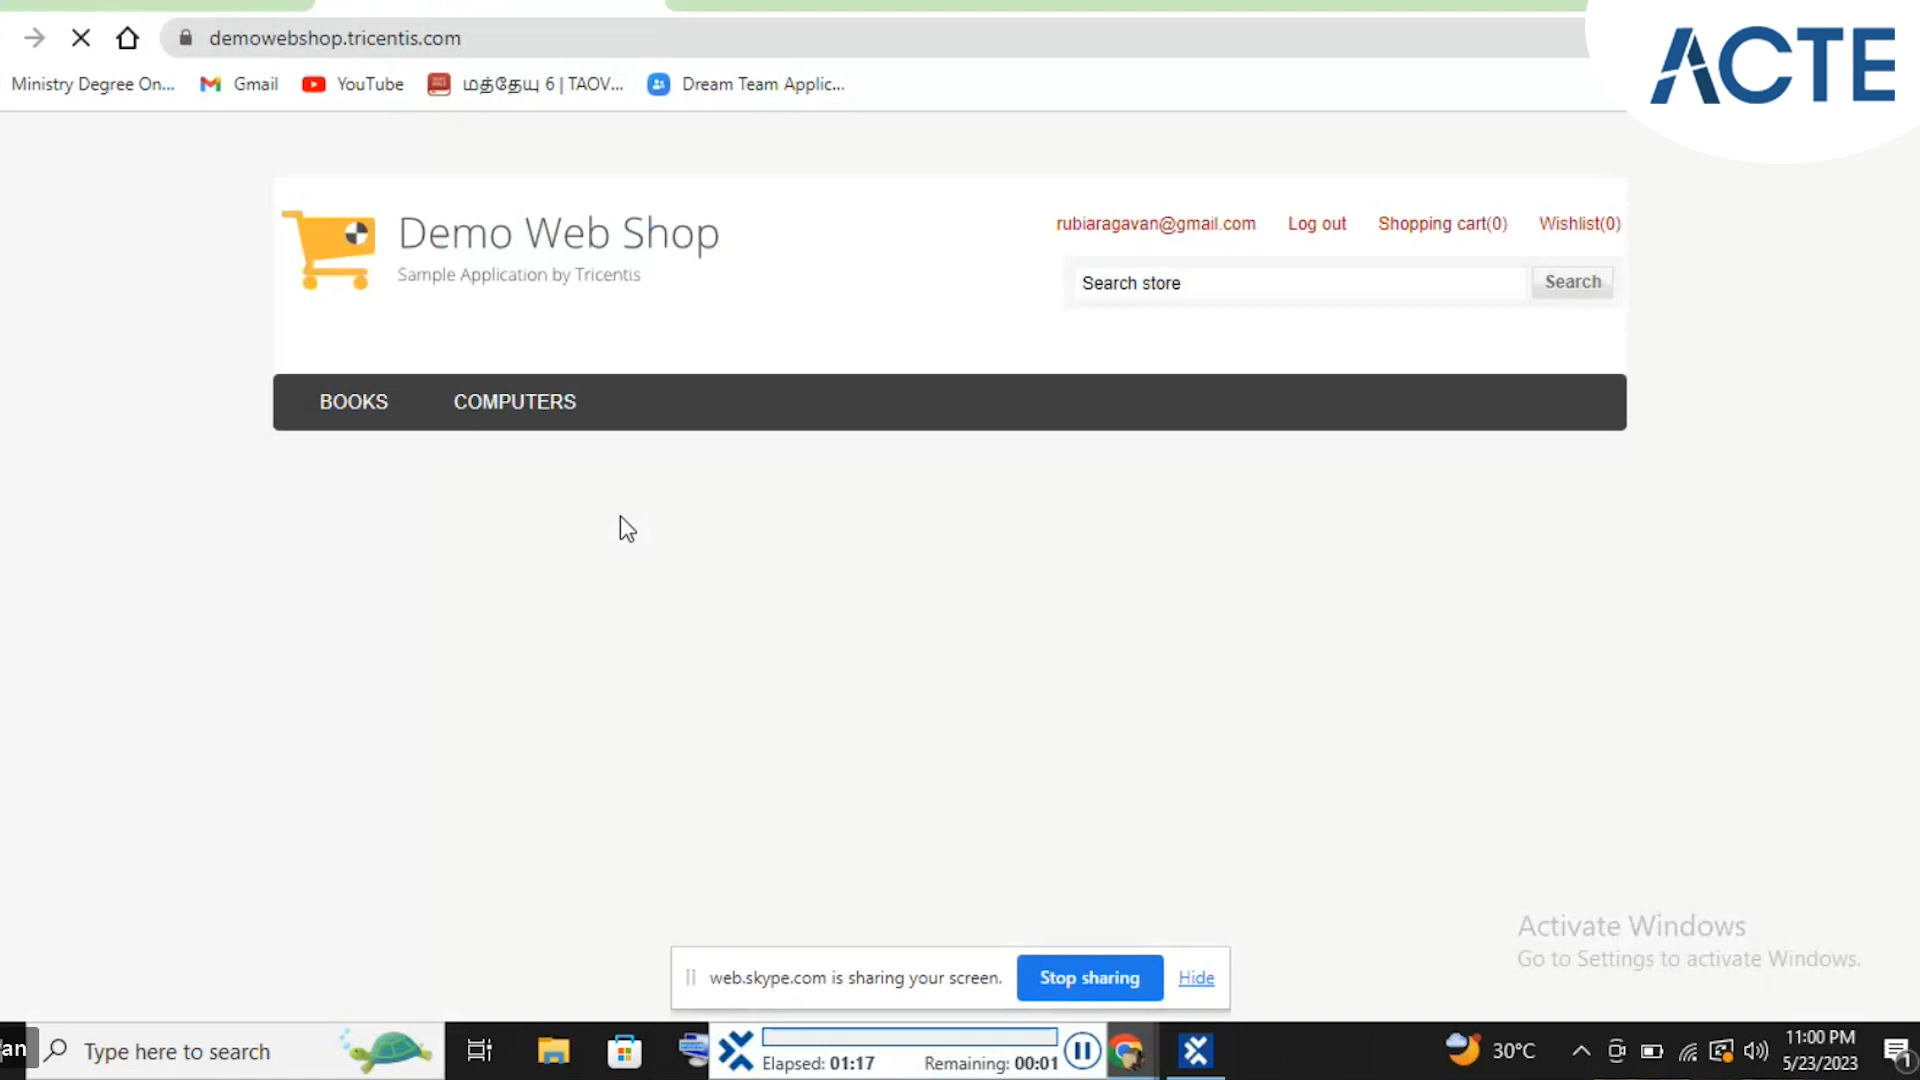 demowebshop.tricentis.com
ACTE
Ministry Degree On... Gmail YouTube மத்தேயு 6 | TAOV... Dream Team Applic...
Demo Web Shop
Sample Application by Tricentis
rubiaragavan@gmail.com Log out Shopping cart(0) Wishlist(0)
Search store Search
BOOKS COMPUTERS
Activate Windows
Go to Settings to activate Windows.
web.skype.com is sharing your screen. Stop sharing Hide
an Type here to search
Elapsed: 01:17 Remaining: 00:01
30°C
11:00 PM
5/23/2023
1